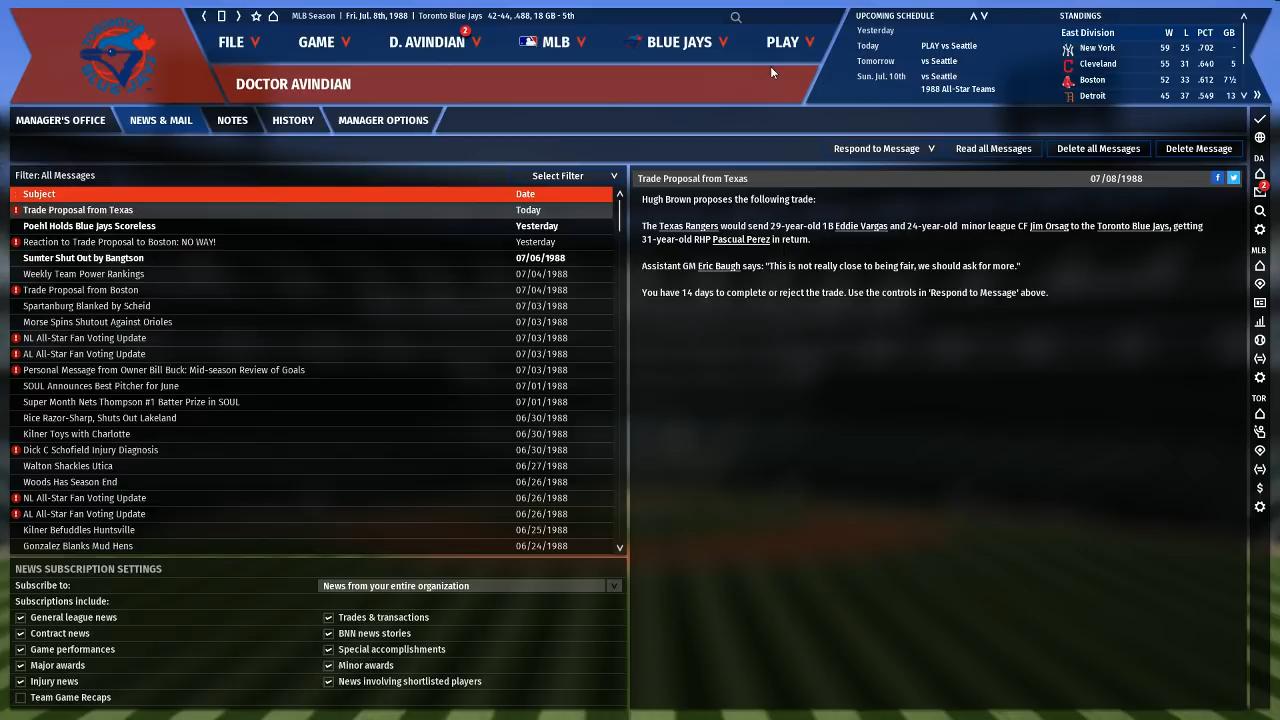 MLB Season | Fri. Jul. 8th, 1988 | Toronto Blue Jays 42-44, .488, 18 GB - 5th
FILE GAME D. AVINDIAN 2 MLB BLUE JAYS PLAY
DOCTOR AVINDIAN
UPCOMING SCHEDULE
Yesterday
Today PLAY vs Seattle
Tomorrow vs Seattle
Sun. Jul. 10th vs Seattle
1988 All-Star Teams
STANDINGS
East Division W L PCT GB
New York 59 25 .702 -
Cleveland 55 31 .640 5
Boston 52 33 .612 7½
Detroit 45 37 .549 13
MANAGER'S OFFICE NEWS & MAIL NOTES HISTORY MANAGER OPTIONS
Respond to Message Read all Messages Delete all Messages Delete Message
Filter: All Messages Select Filter
Subject Date
Trade Proposal from Texas Today
Poehl Holds Blue Jays Scoreless Yesterday
Reaction to Trade Proposal to Boston: NO WAY! Yesterday
Sumter Shut Out by Bangtson 07/06/1988
Weekly Team Power Rankings 07/04/1988
Trade Proposal from Boston 07/04/1988
Spartanburg Blanked by Scheid 07/03/1988
Morse Spins Shutout Against Orioles 07/03/1988
NL All-Star Fan Voting Update 07/03/1988
AL All-Star Fan Voting Update 07/03/1988
Personal Message from Owner Bill Buck: Mid-season Review of Goals 07/03/1988
SOUL Announces Best Pitcher for June 07/01/1988
Super Month Nets Thompson #1 Batter Prize in SOUL 07/01/1988
Rice Razor-Sharp, Shuts Out Lakeland 06/30/1988
Kilner Toys with Charlotte 06/30/1988
Dick C Schofield Injury Diagnosis 06/30/1988
Walton Shackles Utica 06/27/1988
Woods Has Season End 06/26/1988
NL All-Star Fan Voting Update 06/26/1988
AL All-Star Fan Voting Update 06/26/1988
Kilner Befuddles Huntsville 06/25/1988
Gonzalez Blanks Mud Hens 06/24/1988
Trade Proposal from Texas 07/08/1988
Hugh Brown proposes the following trade:
The Texas Rangers would send 29-year-old 1B Eddie Vargas and 24-year-old minor league CF Jim Orsag to the Toronto Blue Jays, getting
31-year-old RHP Pascual Perez in return.
Assistant GM Eric Baugh says: "This is not really close to being fair, we should ask for more."
You have 14 days to complete or reject the trade. Use the controls in 'Respond to Message' above.
NEWS SUBSCRIPTION SETTINGS
Subscribe to: News from your entire organization
Subscriptions include:
General league news Trades & transactions
Contract news BNN news stories
Game performances Special accomplishments
Major awards Minor awards
Injury news News involving shortlisted players
Team Game Recaps
DA
2
MLB
TOR
TORONTO
BLUE JAYS